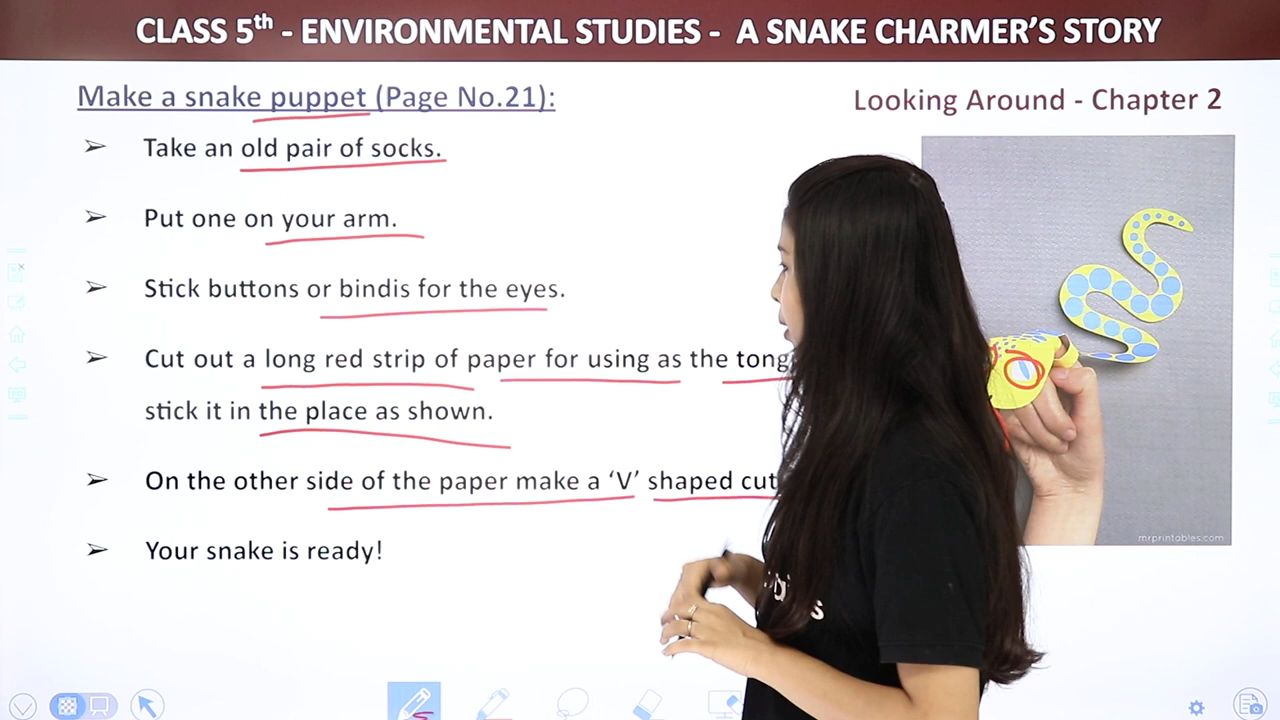 CLASS 5th - ENVIRONMENTAL STUDIES - A SNAKE CHARMER'S STORY
Make a snake puppet (Page No.21):
Looking Around - Chapter 2
➢ Take an old pair of socks.
➢ Put one on your arm.
➢ Stick buttons or bindis for the eyes.
➢ Cut out a long red strip of paper for using as the
stick it in the place as shown.
➢ On the other side of the paper make a ‘V’ shaped cut
➢ Your snake is ready!
mrprintables.com